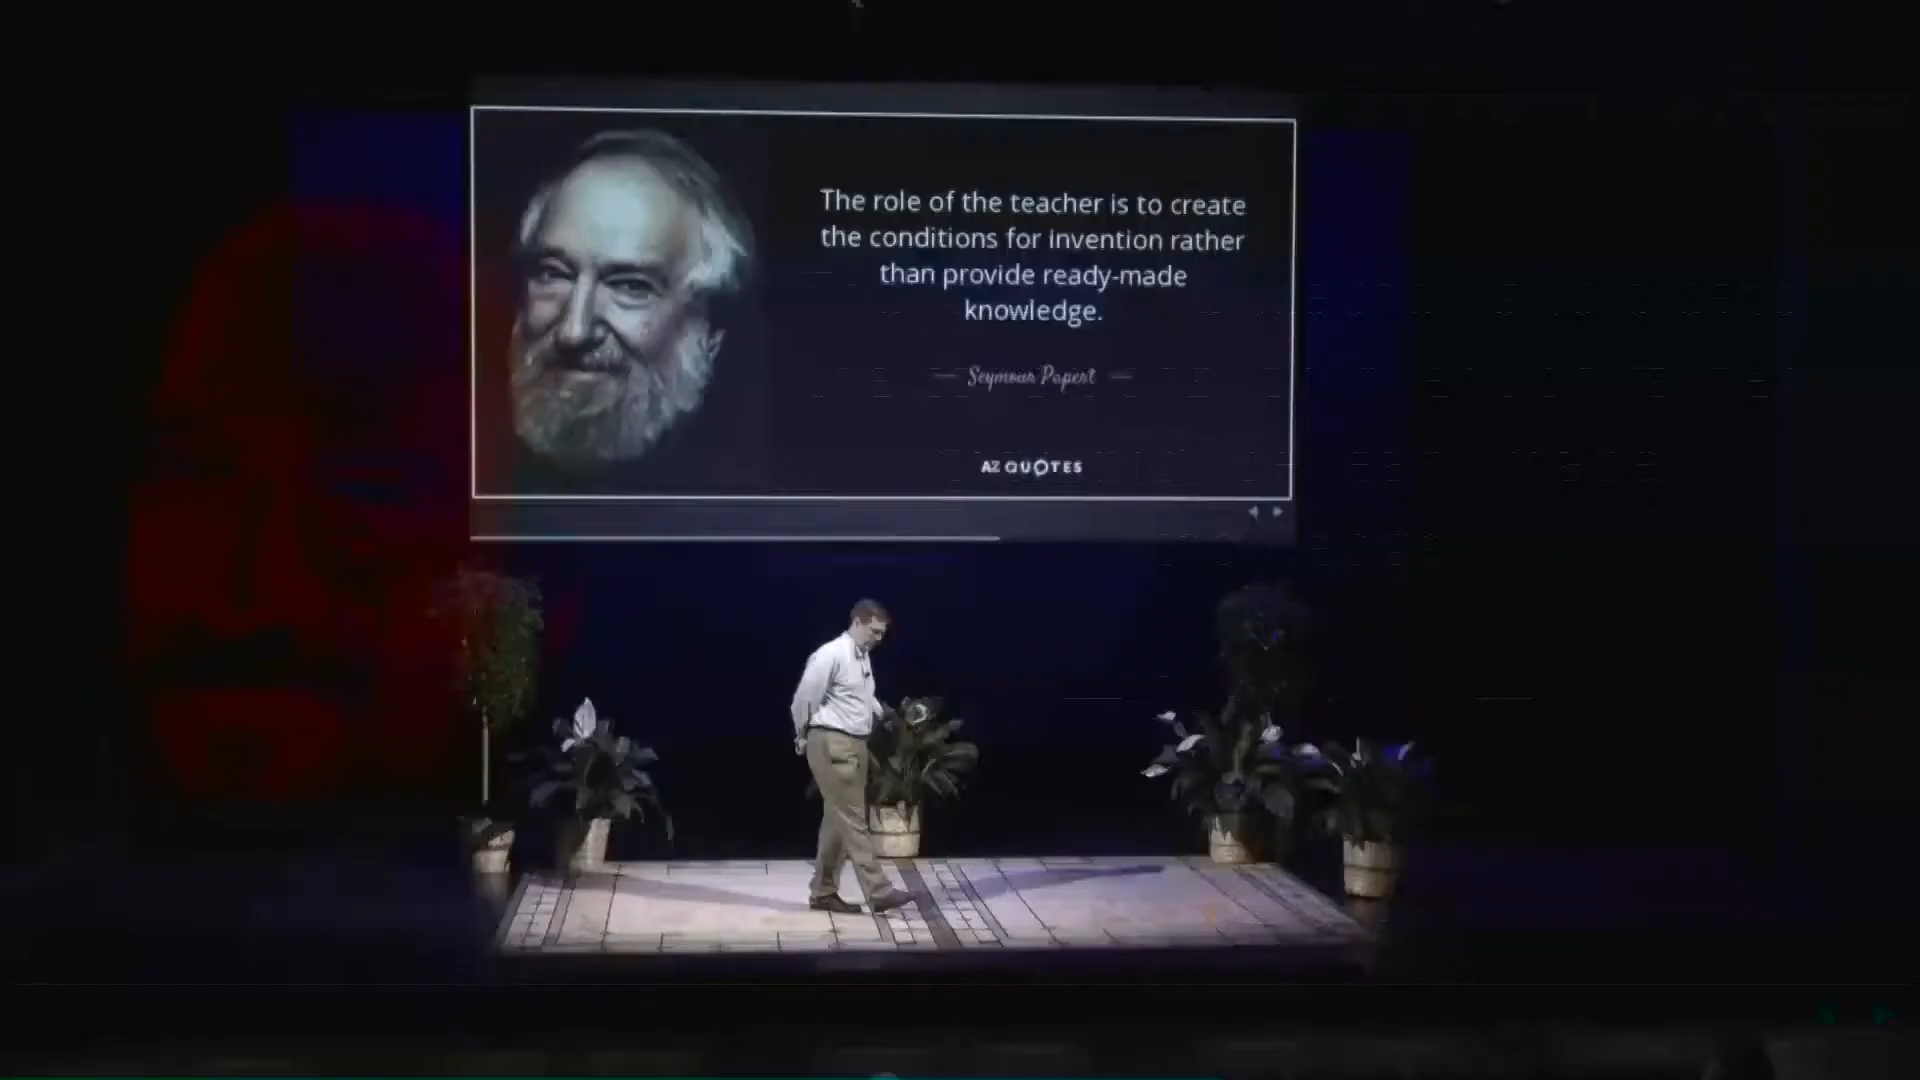 The role of the teacher is to create
the conditions for invention rather
than provide ready-made
knowledge.
— Seymour Papert —
AZ QUOTES